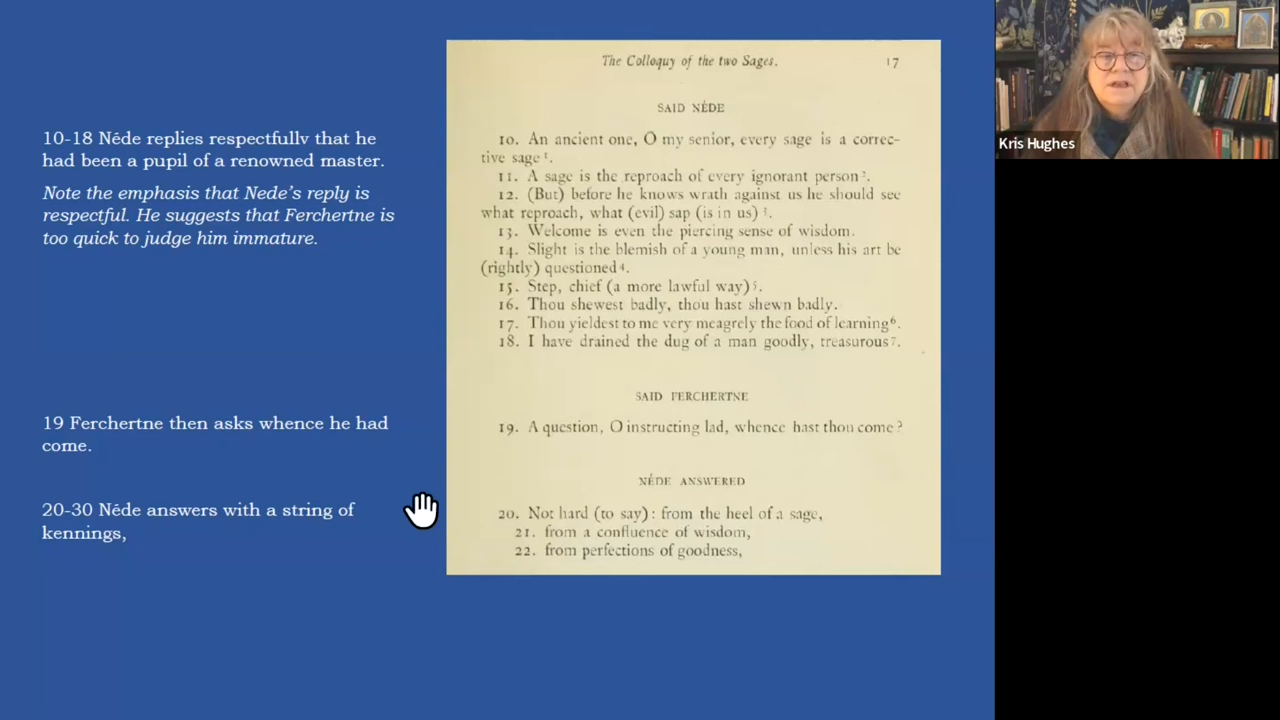 10-18 Néde replies respectfully that he
had been a pupil of a renowned master.
Note the emphasis that Nede's reply is
respectful. He suggests that Ferchertne is
too quick to judge him immature.
19 Ferchertne then asks whence he had
come.
20-30 Néde answers with a string of
kennings,
The Colloquy of the two Sages. 17
SAID NÉDE
10. An ancient one, O my senior, every sage is a correc-
tive sage 1.
11. A sage is the reproach of every ignorant person 2.
12. (But) before he knows wrath against us he should see
what reproach, what (evil) sap (is in us) 3.
13. Welcome is even the piercing sense of wisdom.
14. Slight is the blemish of a young man, unless his art be
(rightly) questioned 4.
15. Step, chief (a more lawful way) 5.
16. Thou shewest badly, thou hast shewn badly.
17. Thou yieldest to me very meagrely the food of learning 6.
18. I have drained the dug of a man goodly, treasurous 7.
SAID FERCHERTNE
19. A question, O instructing lad, whence hast thou come?
NÉDE ANSWERED
20. Not hard (to say): from the heel of a sage,
21. from a confluence of wisdom,
22. from perfections of goodness,
Kris Hughes